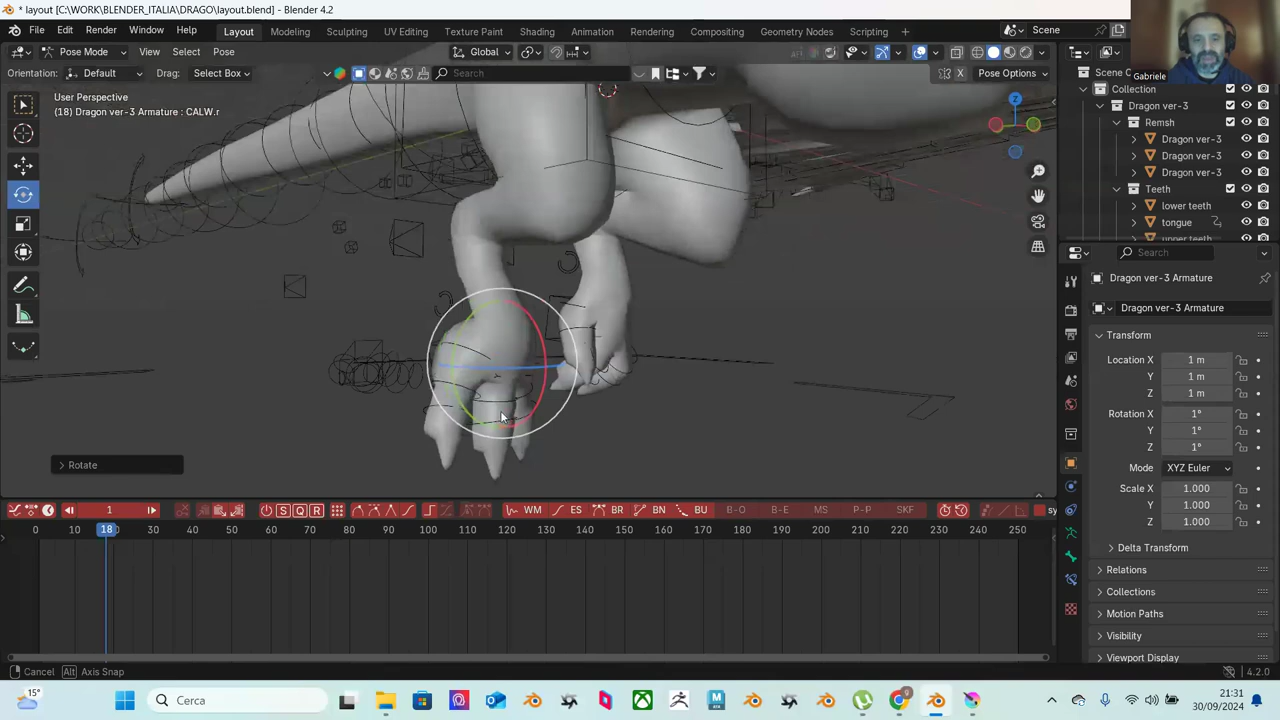 * layout [C:\WORK\BLENDER_ITALIA\DRAGO\layout.blend] - Blender 4.2
File Edit Render Window Help Layout Modeling Sculpting UV Editing Texture Paint Shading Animation Rendering Compositing Geometry Nodes Scripting Scene
Pose Mode View Select Pose Global
Orientation: Default Drag: Select Box Search X Pose Options
Gabriele
User Perspective
(18) Dragon ver-3 Armature : CALW.r
Rotate
Scene C
Collection
Dragon ver-3
Remsh
Dragon ver-3
Dragon ver-3
Dragon ver-3
Teeth
lower teeth
tongue
upper teeth
Search
Dragon ver-3 Armature
Dragon ver-3 Armature
Transform
Location X 1 m
Y 1 m
Z 1 m
Rotation X 1°
Y 1°
Z 1°
Mode XYZ Euler
Scale X 1.000
Y 1.000
Z 1.000
Delta Transform
Relations
Collections
Motion Paths
Visibility
Viewport Display
1 S Q R WM ES BR BN BU B-O B-E MS P-P SKF sy
0 10 18 30 40 50 60 70 80 90 100 110 120 130 140 150 160 170 180 190 200 210 220 230 240 250
Cancel Alt Axis Snap 4.2.0
15° Cerca 21:31
30/09/2024